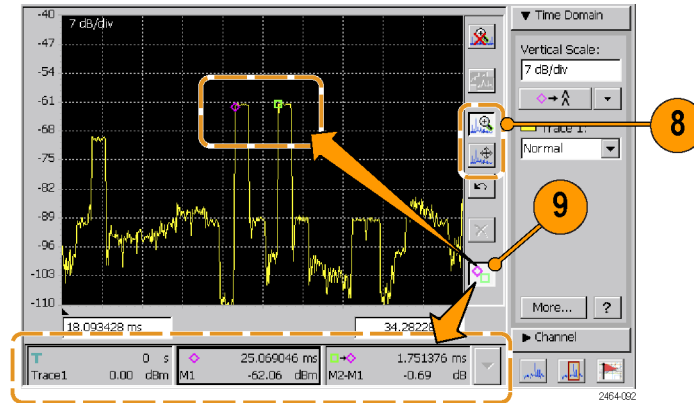 -40
7 dB/div
-47
-54
-61
-68
-75
-82
-89
-96
-103
-110
18.093428 ms
Time Domain
Vertical Scale:
7 dB/div
Trace 1:
Normal
8
9
More...
?
Channel
T 0 s
Trace1 0.00 dBm
25.069046 ms
M1 -62.06 dBm
1.751376 ms
M2-M1 -0.69 dB
2464-092